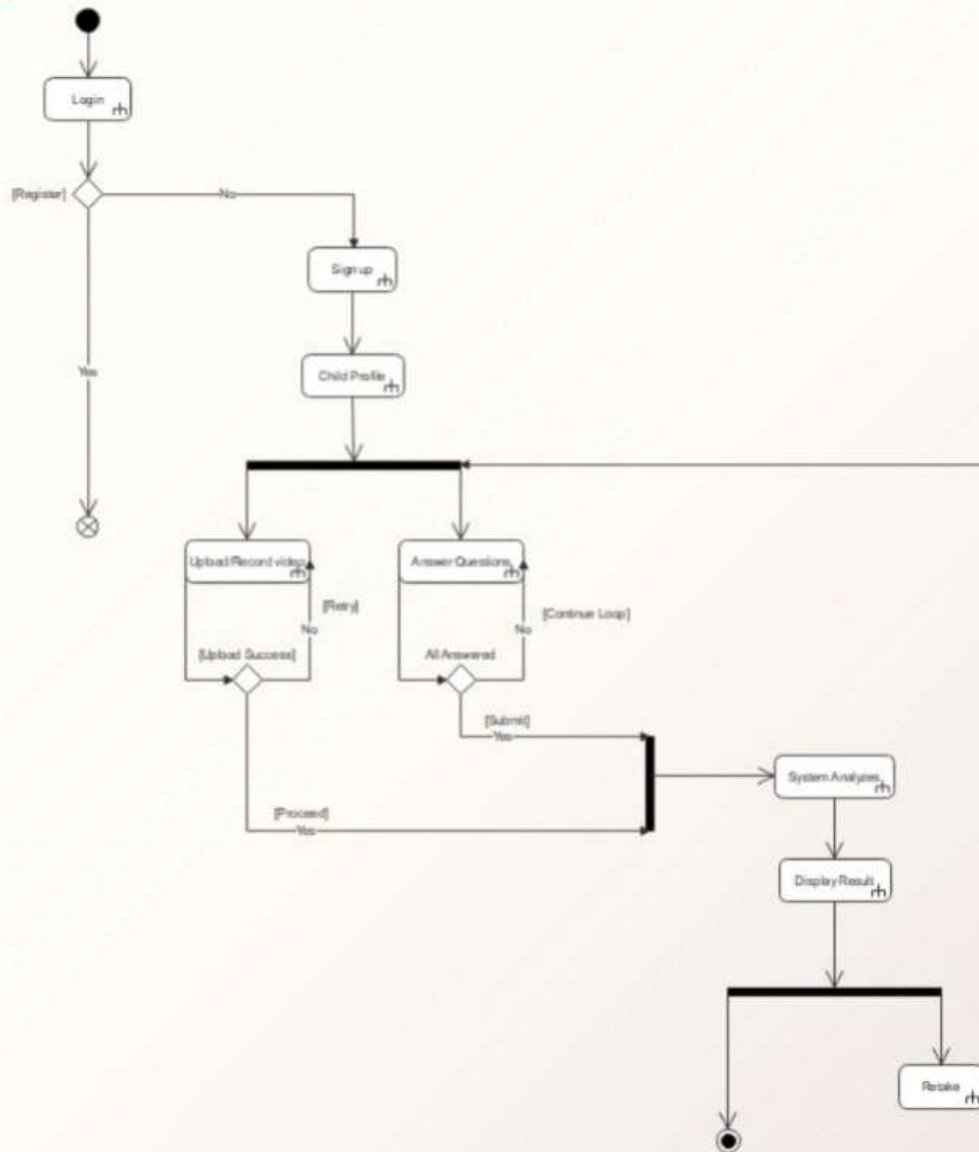 Login
[Register]
No
Sign up
Child Profile
Yes
Upload/Record video
Answer Questions
[Retry]
[Continue Loop]
No
No
[Upload Success]
All Answered
[Submit]
Yes
System Analyzes
[Proceed]
Yes
Display Result
Retake